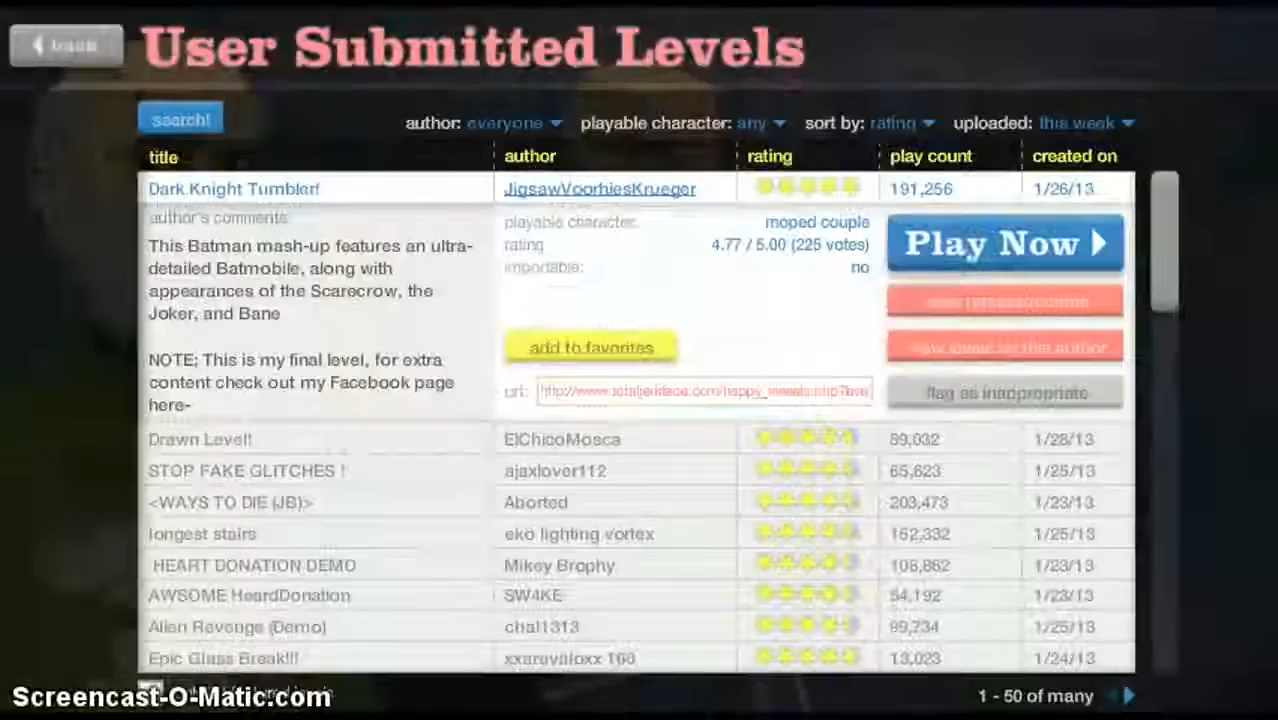 back
User Submitted Levels
search!
author: everyone playable character: any sort by: rating uploaded: this week
title author rating play count created on
Dark Knight Tumbler! JigsawVoorhiesKrueger 191,256 1/26/13
author's comments
This Batman mash-up features an ultra-
detailed Batmobile, along with
appearances of the Scarecrow, the
Joker, and Bane
NOTE; This is my final level, for extra
content check out my Facebook page
here-
playable character: moped couple
rating 4.77 / 5.00 (225 votes)
importable: no
add to favorites
url:
Play Now
view levels by this author
flag as inappropriate
Drawn Level! ElChicoMosca 89,032 1/28/13
STOP FAKE GLITCHES ! ajaxlover112 65,623 1/25/13
<WAYS TO DIE (JB)> Aborted 203,473 1/23/13
longest stairs eko lighting vortex 152,332 1/25/13
HEART DONATION DEMO Mikey Brophy 108,862 1/23/13
AWSOME HeardDonation SW4KE 54,192 1/23/13
Alien Revenge (Demo) chal1313 99,734 1/25/13
Epic Glass Break!!! 13,023 1/24/13
Screencast-O-Matic.com
1 - 50 of many